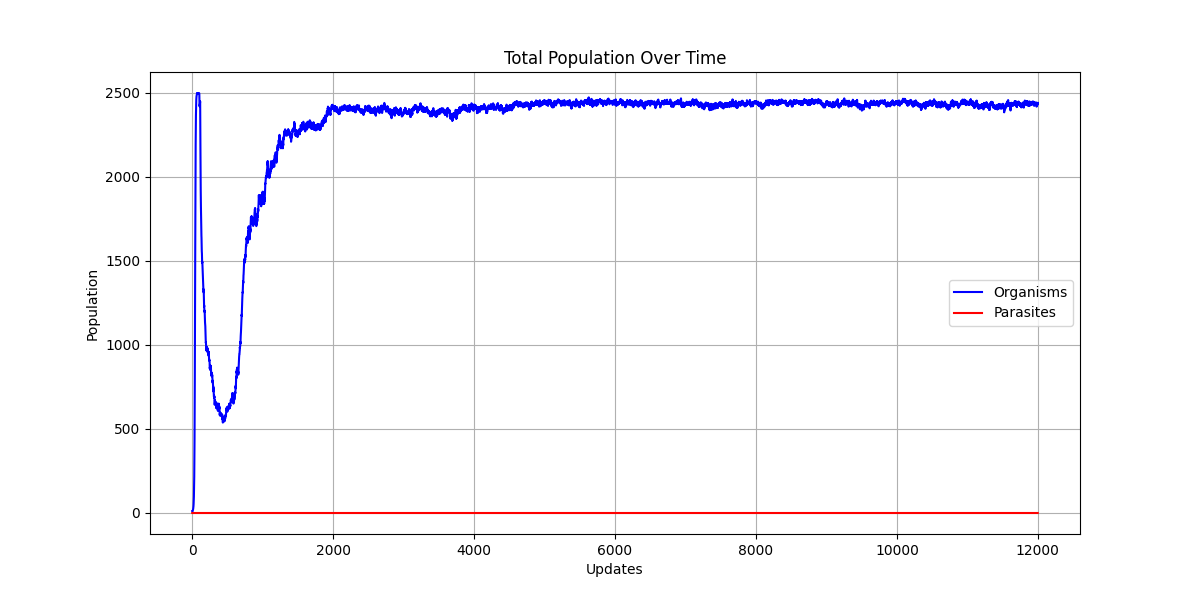 Total Population Over Time
Population
2500
2000
1500
1000
500
0
Organisms
Parasites
0 2000 4000 6000 8000 10000 12000
Updates